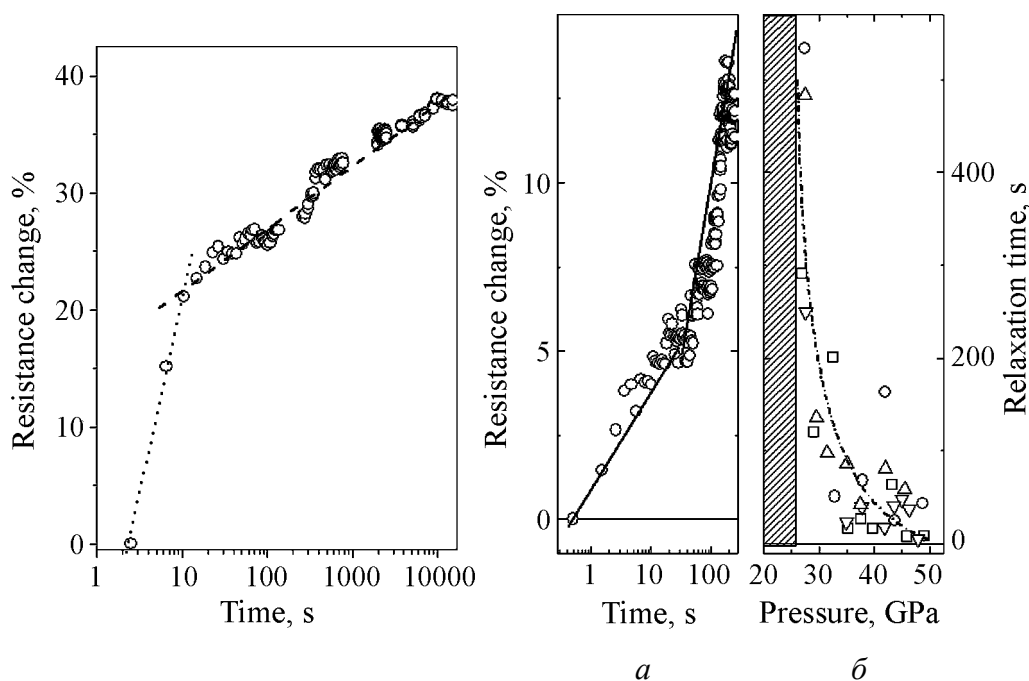 40
30
20
10
0
1 10 100 1000 10000
Time, s
Resistance change, %
10
5
0
1 10 100
Time, s
Resistance change, %
а
400
200
0
20 30 40 50
Pressure, GPa
Relaxation time, s
б